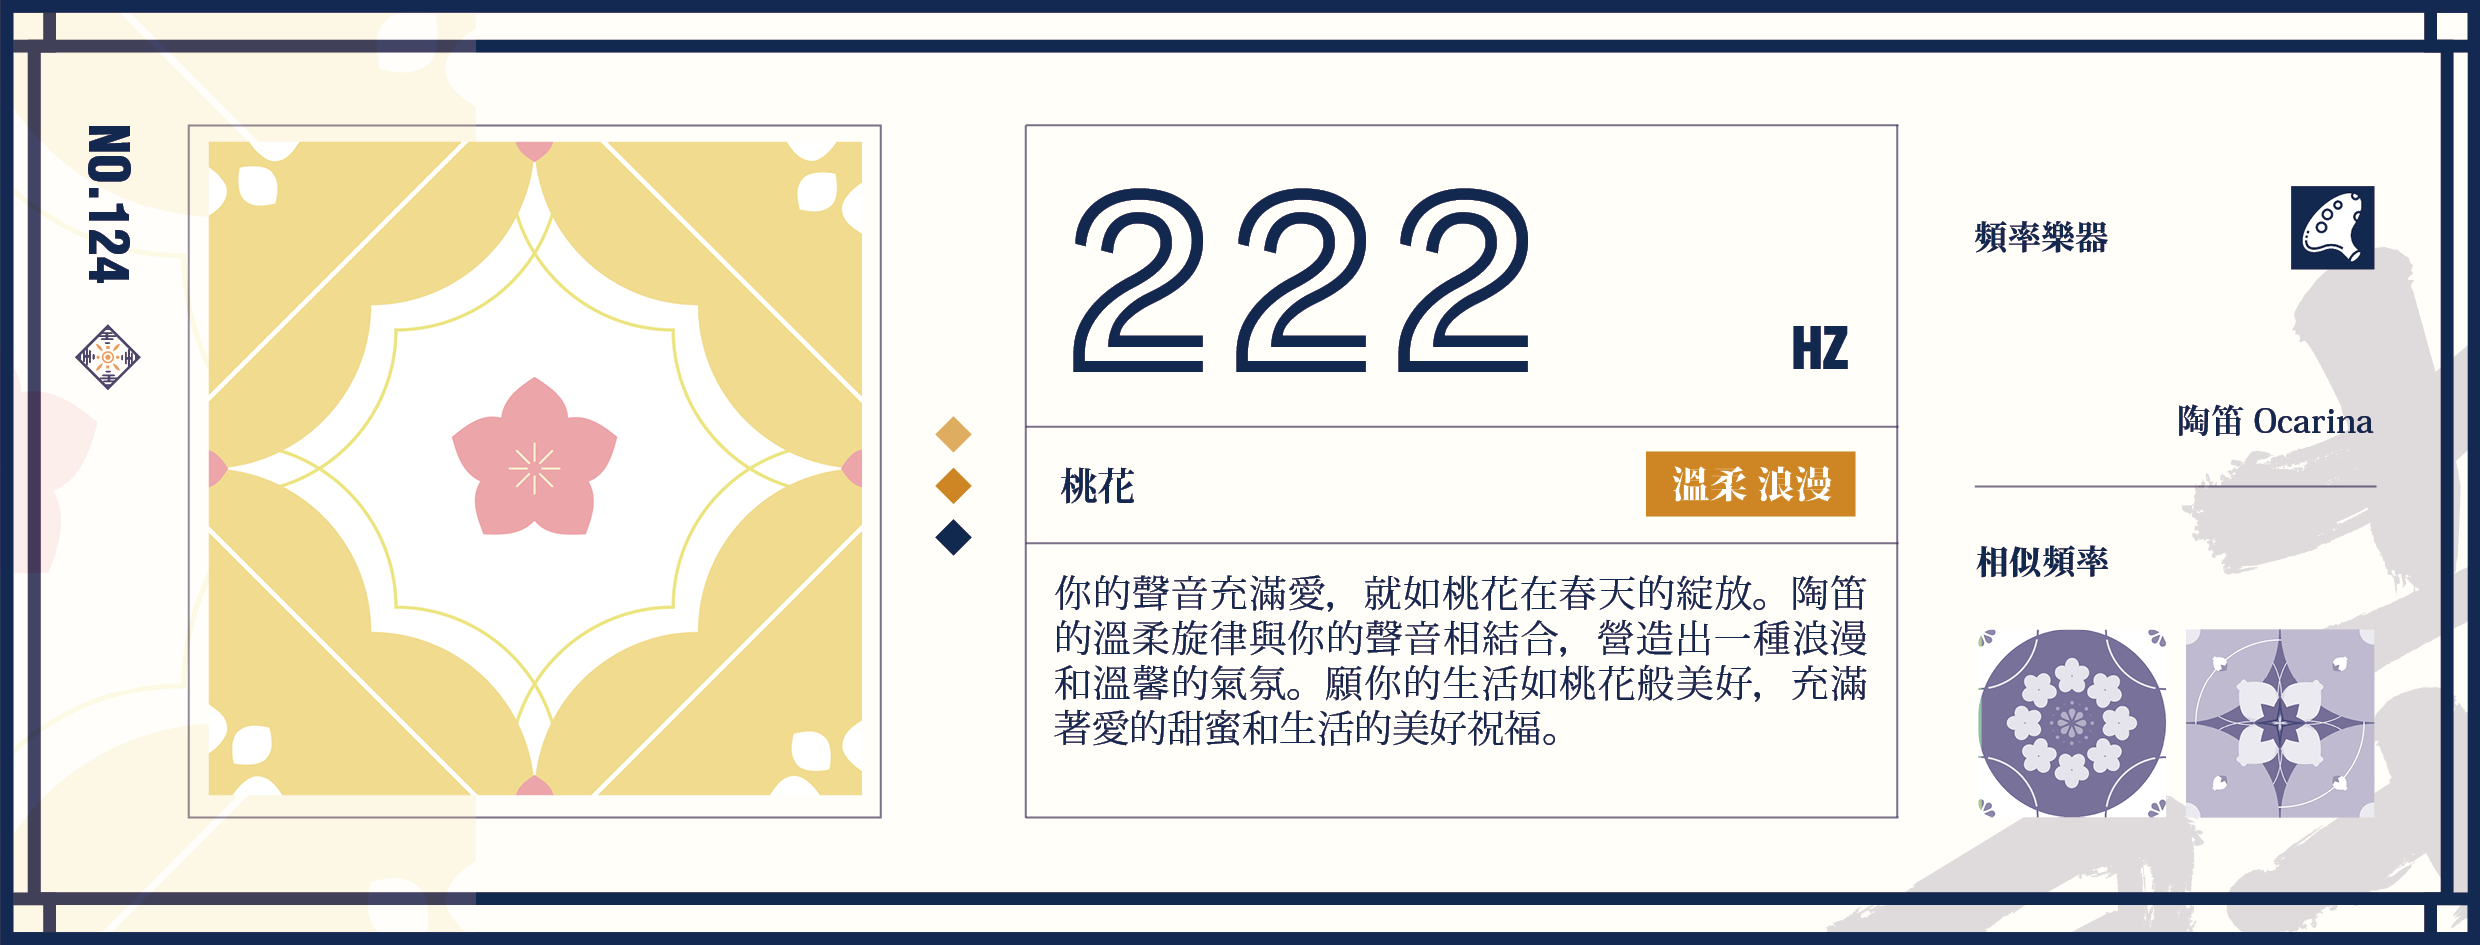 NO.124
222
HZ
桃花
溫柔 浪漫
你的聲音充滿愛，就如桃花在春天的綻放。陶笛
的溫柔旋律與你的聲音相結合，營造出一種浪漫
和溫馨的氣氛。願你的生活如桃花般美好，充滿
著愛的甜蜜和生活的美好祝福。
頻率樂器
陶笛 Ocarina
相似頻率